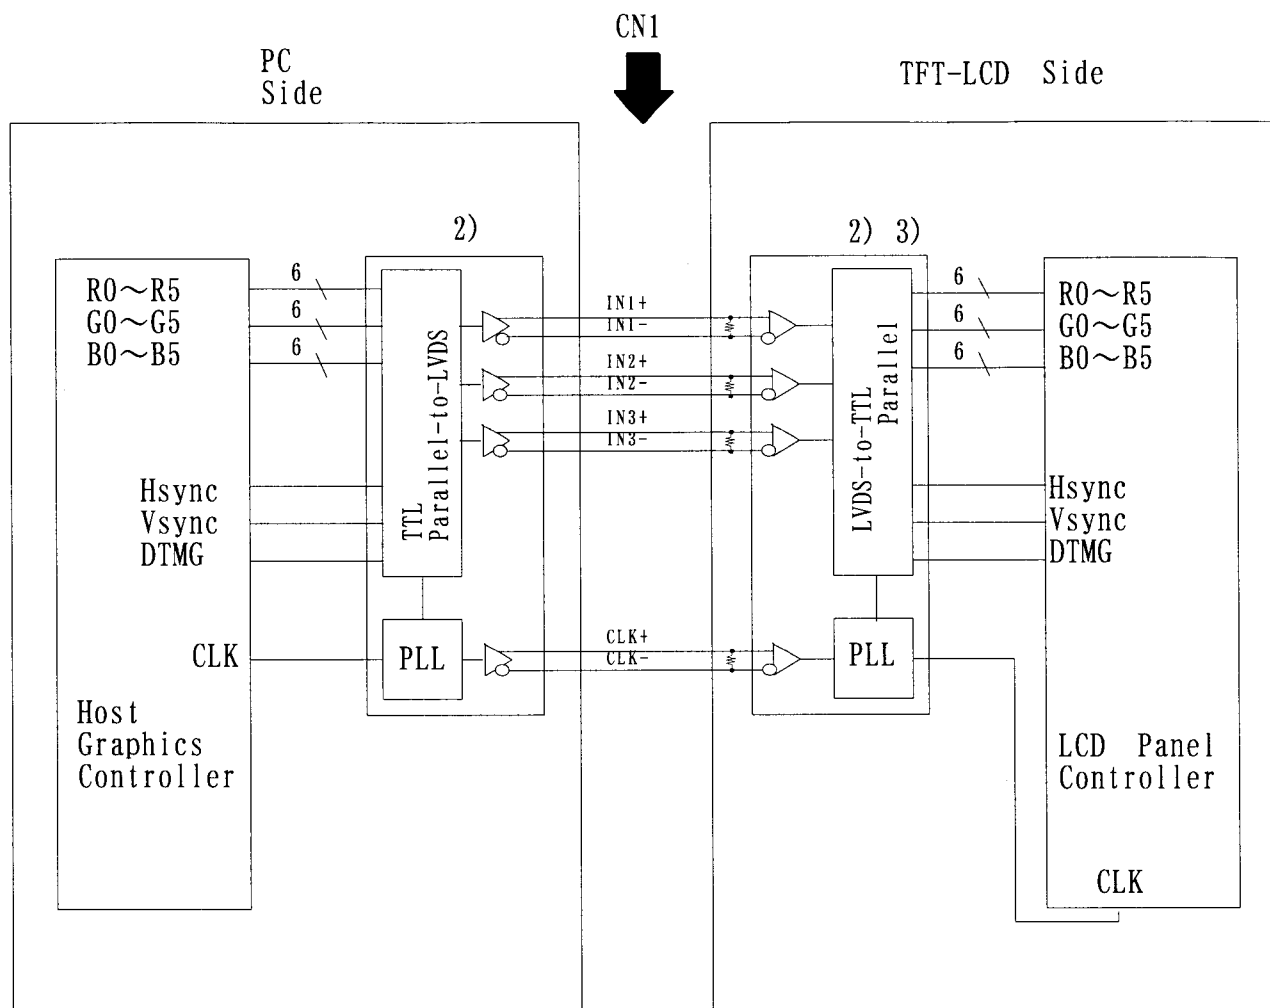 CN1
PC
Side
TFT-LCD Side
2)
2) 3)
R0~R5
G0~G5
B0~B5
6
6
6
Hsync
Vsync
DTMG
CLK
Host
Graphics
Controller
TTL
Parallel-to-LVDS
PLL
IN1+
IN1-
IN2+
IN2-
IN3+
IN3-
CLK+
CLK-
LVDS-to-TTL
Parallel
PLL
6
6
6
R0~R5
G0~G5
B0~B5
Hsync
Vsync
DTMG
LCD Panel
Controller
CLK